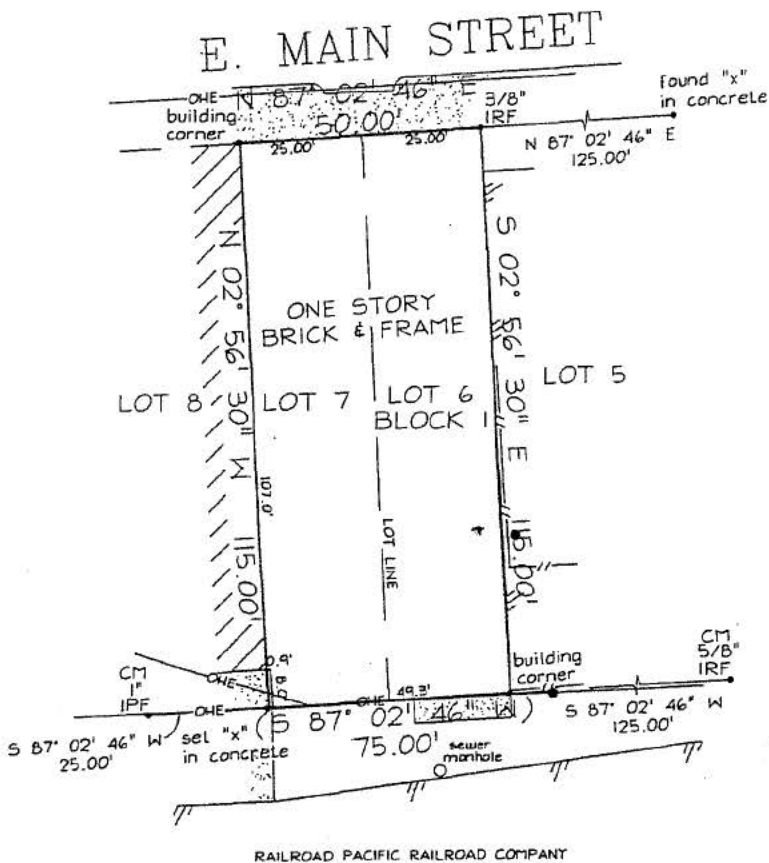 E. MAIN STREET
OHE
N 87° 02' 46" E
50.00'
building
corner
3/8"
IRF
found "x"
in concrete
25.00'
25.00'
N 87° 02' 46" E
125.00'
N 02° 56' 30" W 115.00'
S 02° 56' 30" E 115.00'
ONE STORY
BRICK & FRAME
LOT 8
LOT 7
LOT 6
BLOCK 1
LOT 5
107.0'
LOT LINE
CM
1"
IPF
OHE
0.9'
8.0'
OHE
OHE
49.3'
building
corner
CM
5/8"
IRF
S 87° 02' 46" W
25.00'
set "x"
in concrete
(S 87° 02' 46" W)
75.00'
sewer
manhole
S 87° 02' 46" W
125.00'
RAILROAD PACIFIC RAILROAD COMPANY